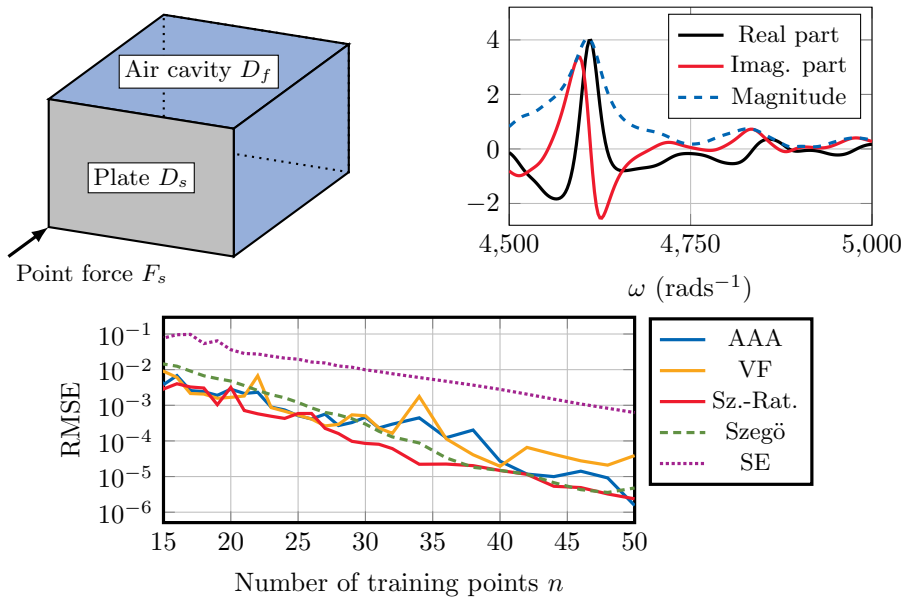 Air cavity D_f
Plate D_s
Point force F_s
4
2
0
−2
4,500
4,750
5,000
ω (rads⁻¹)
Real part
Imag. part
Magnitude
RMSE
10⁻¹
10⁻²
10⁻³
10⁻⁴
10⁻⁵
10⁻⁶
15
20
25
30
35
40
45
50
Number of training points n
AAA
VF
Sz.-Rat.
Szegö
SE